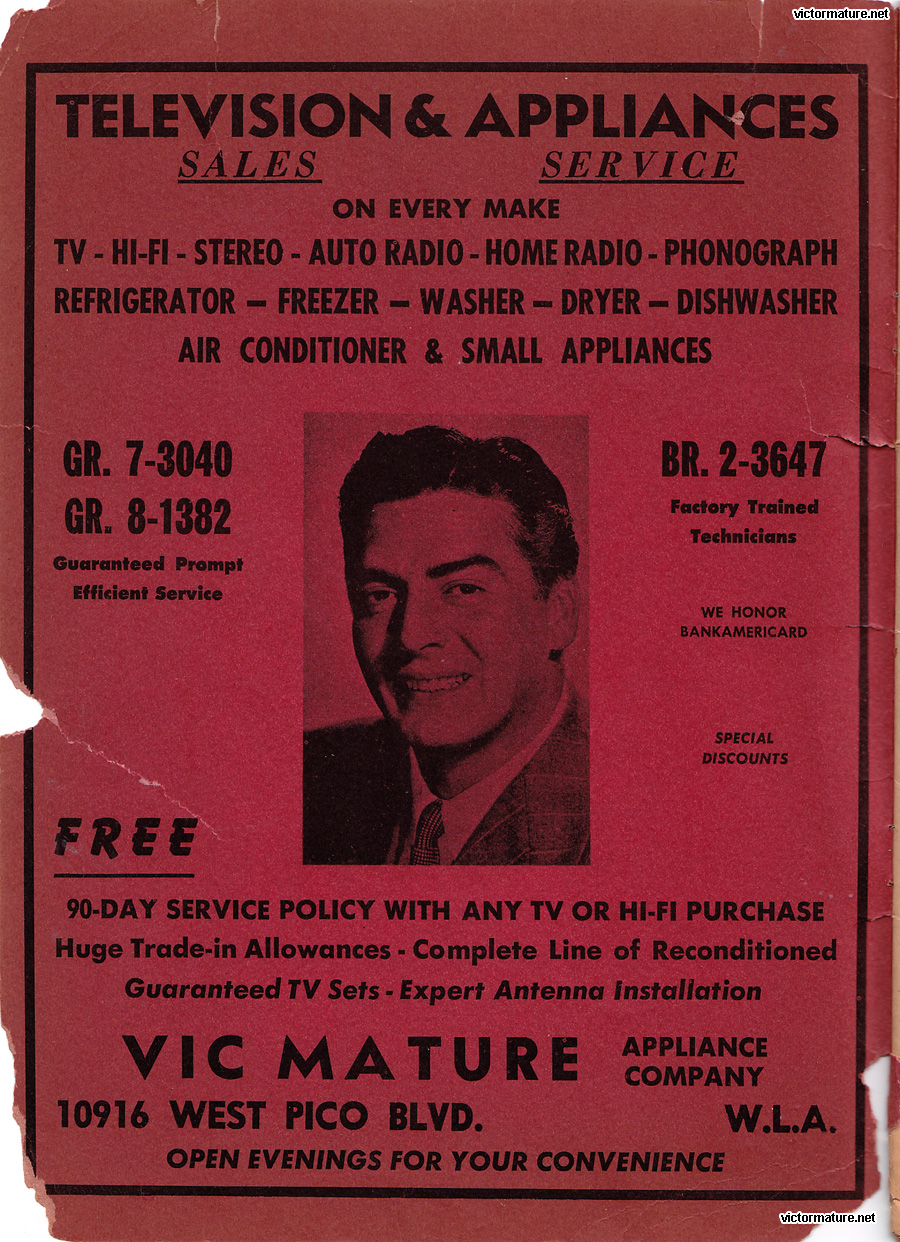 victormature.net
TELEVISION & APPLIANCES
SALES SERVICE
ON EVERY MAKE
TV - HI-FI - STEREO - AUTO RADIO - HOME RADIO - PHONOGRAPH
REFRIGERATOR — FREEZER — WASHER — DRYER — DISHWASHER
AIR CONDITIONER & SMALL APPLIANCES
GR. 7-3040
GR. 8-1382
Guaranteed Prompt
Efficient Service
BR. 2-3647
Factory Trained
Technicians
WE HONOR
BANKAMERICARD
SPECIAL
DISCOUNTS
FREE
90-DAY SERVICE POLICY WITH ANY TV OR HI-FI PURCHASE
Huge Trade-in Allowances - Complete Line of Reconditioned
Guaranteed TV Sets - Expert Antenna Installation
VIC MATURE APPLIANCE
COMPANY
10916 WEST PICO BLVD. W.L.A.
OPEN EVENINGS FOR YOUR CONVENIENCE
victormature.net